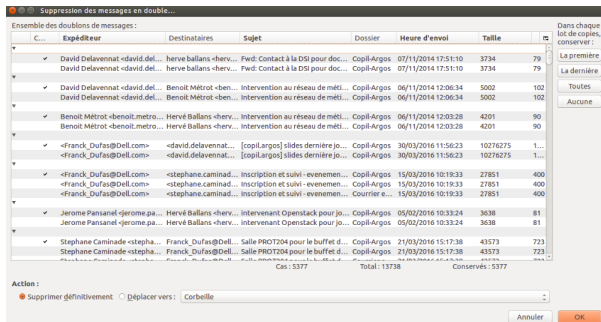 Suppression des messages en double...
Ensemble des doublons de messages :
Dans chaque lot de copies, conserver :
C... Expéditeur Destinataires Sujet Dossier Heure d'envoi Taille
David Delavennat <david.del... herve ballans <herv... Fwd: Contact à la DSI pour doc... Copil-Argos 07/11/2014 17:51:10 3734 79
David Delavennat <david.del... herve ballans <herv... Fwd: Contact à la DSI pour doc... Copil-Argos 07/11/2014 17:51:10 3734 79
David Delavennat <david.del... Benoit Métrot <ben... Intervention au réseau de méti... Copil-Argos 06/11/2014 12:06:34 5002 102
David Delavennat <david.del... Benoit Métrot <ben... Intervention au réseau de méti... Copil-Argos 06/11/2014 12:06:34 5002 102
Benoit Métrot <benoit.metro... Hervé Ballans <herv... Intervention au réseau de méti... Copil-Argos 06/11/2014 12:03:28 4201 90
Benoit Métrot <benoit.metro... Hervé Ballans <herv... Intervention au réseau de méti... Copil-Argos 06/11/2014 12:03:28 4201 90
<Franck_Dufas@Dell.com> <david.delavennat... [copil.argos] slides dernière jo... Copil-Argos 30/03/2016 11:56:23 10276275 1...
<Franck_Dufas@Dell.com> <david.delavennat... [copil.argos] slides dernière jo... Copil-Argos 30/03/2016 11:56:23 10276275 1...
<Franck_Dufas@Dell.com> <stephane.caminad... Inscription et suivi - evenemen... Copil-Argos 15/03/2016 10:19:33 27851 400
<Franck_Dufas@Dell.com> <stephane.caminad... Inscription et suivi - evenemen... Copil-Argos 15/03/2016 10:19:33 27851 400
<Franck_Dufas@Dell.com> <stephane.caminad... Inscription et suivi - evenemen... Courrier e... 15/03/2016 10:19:33 27851 400
Jerome Pansanel <jerome.pa... Hervé Ballans <herv... intervenant Openstack pour jo... Copil-Argos 05/02/2016 10:33:24 3638 81
Jerome Pansanel <jerome.pa... Hervé Ballans <herv... intervenant Openstack pour jo... Copil-Argos 05/02/2016 10:33:24 3638 81
Stephane Caminade <stepha... Franck_Dufas@Dell... Salle PROT204 pour le buffet d... Copil-Argos 21/03/2016 15:17:38 43573 723
Stephane Caminade <stepha... Franck_Dufas@Dell... Salle PROT204 pour le buffet d... Copil-Argos 21/03/2016 15:17:38 43573 723
La première
La dernière
Toutes
Aucune
Cas : 5377 Total : 13738 Conservés : 5377
Action :
Supprimer définitivement Déplacer vers : Corbeille
Annuler OK